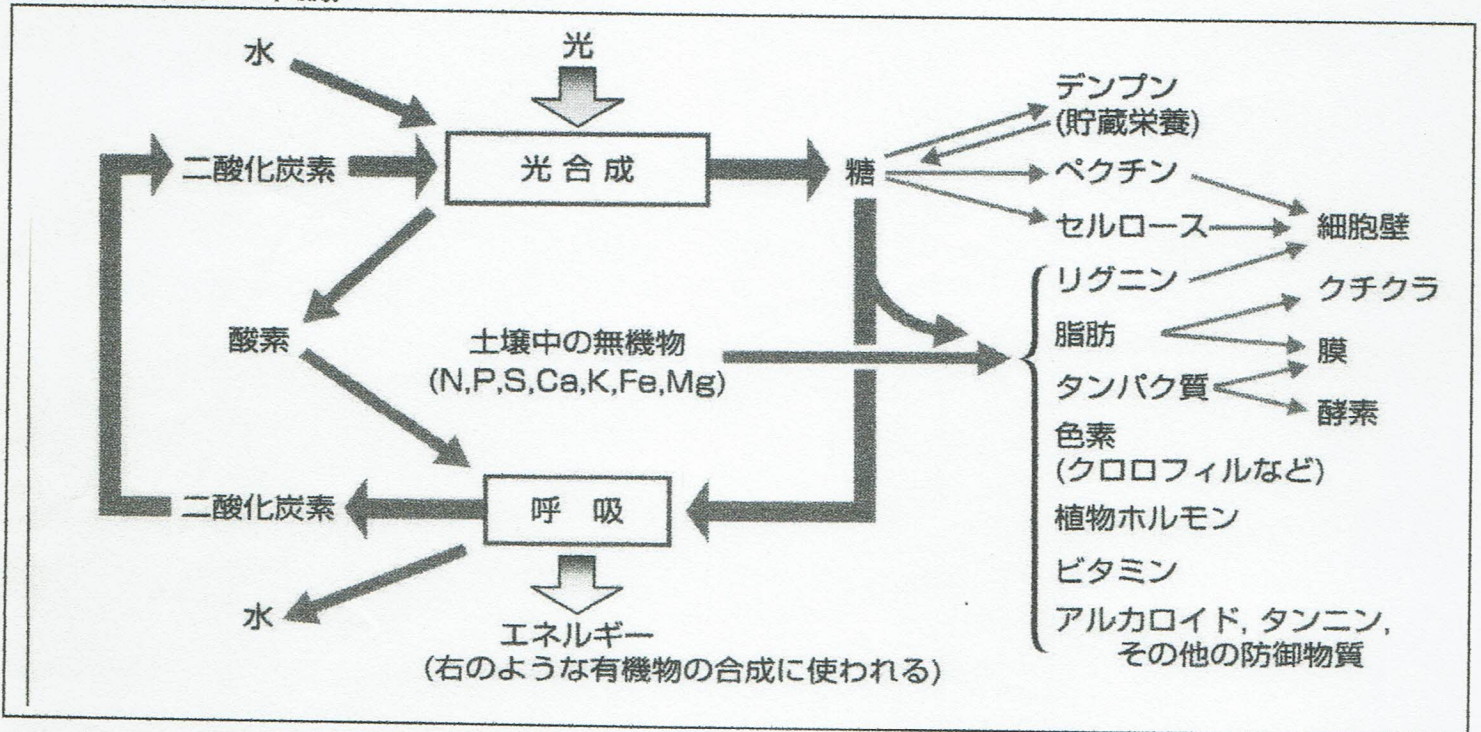 水
光
二酸化炭素
光合成
糖
デンプン
(貯蔵栄養)
ペクチン
セルロース
細胞壁
リグニン
クチクラ
脂肪
膜
タンパク質
酵素
色素
(クロロフィルなど)
植物ホルモン
ビタミン
アルカロイド, タンニン,
その他の防御物質
酸素
土壌中の無機物
(N,P,S,Ca,K,Fe,Mg)
二酸化炭素
呼 吸
水
エネルギー
(右のような有機物の合成に使われる)